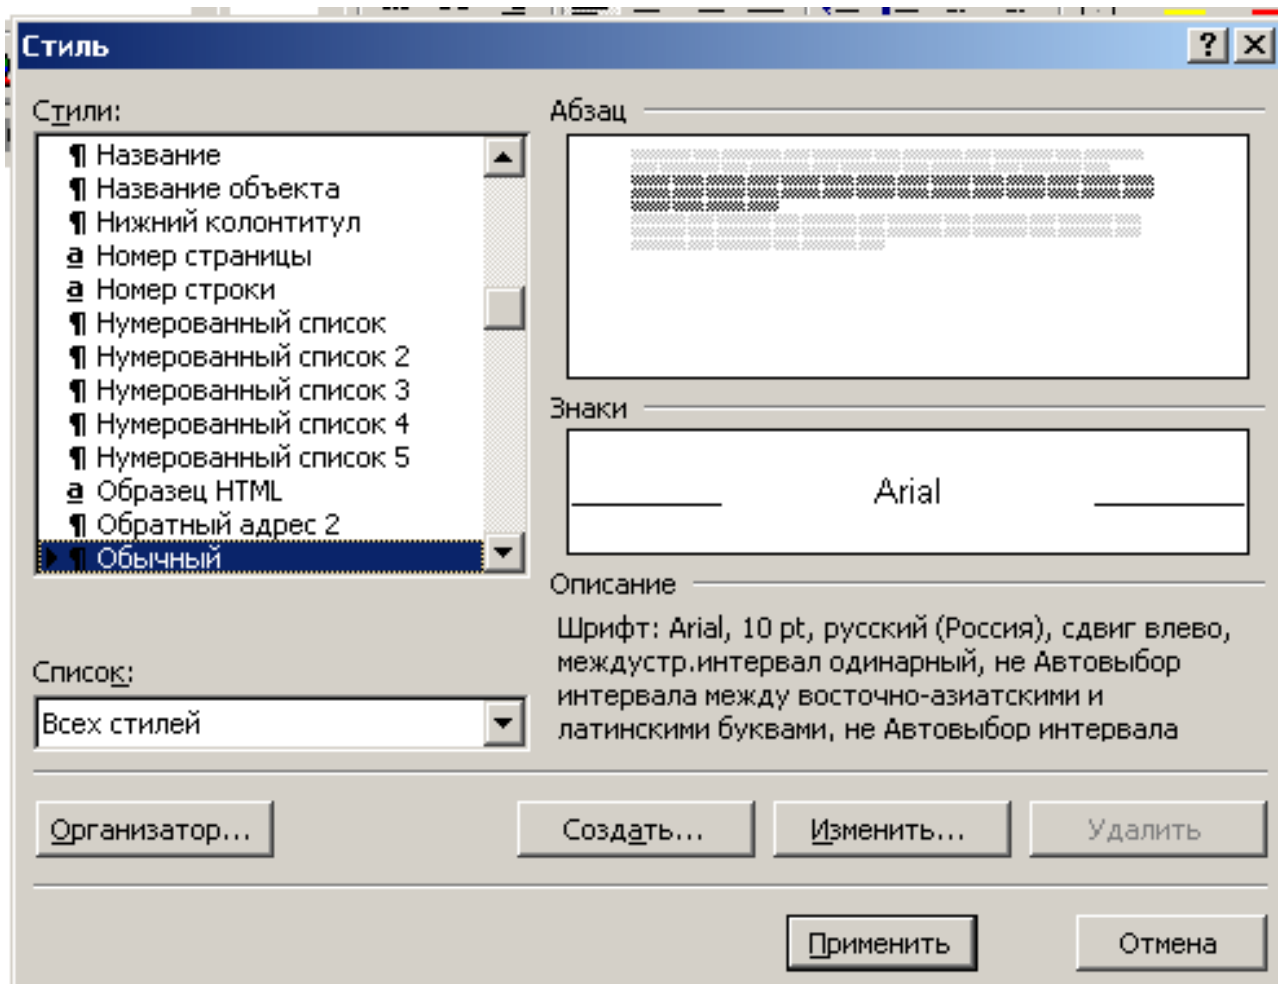 Стиль
Стили:
¶ Название
¶ Название объекта
¶ Нижний колонтитул
a Номер страницы
a Номер строки
¶ Нумерованный список
¶ Нумерованный список 2
¶ Нумерованный список 3
¶ Нумерованный список 4
¶ Нумерованный список 5
a Образец HTML
¶ Обратный адрес 2
¶ Обычный
Список:
Всех стилей
Абзац
Знаки
Arial
Описание
Шрифт: Arial, 10 pt, русский (Россия), сдвиг влево,
междустр.интервал одинарный, не Автовыбор
интервала между восточно-азиатскими и
латинскими буквами, не Автовыбор интервала
Организатор...
Создать...
Изменить...
Удалить
Применить
Отмена